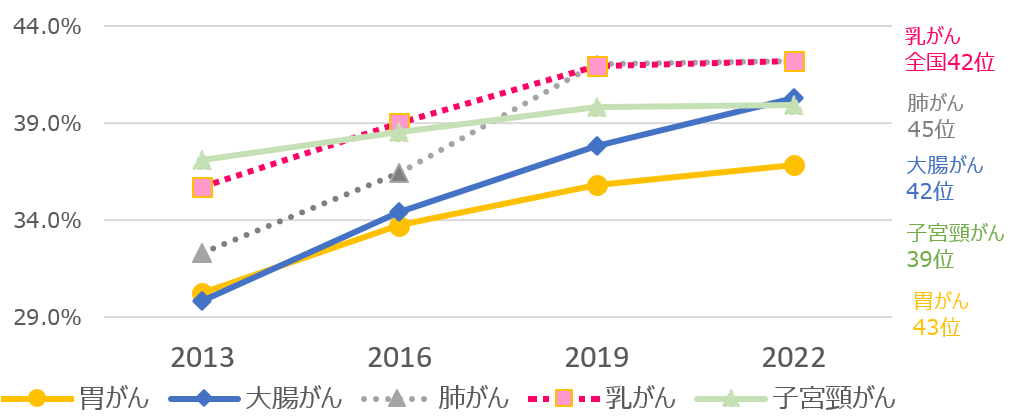 44.0%
39.0%
34.0%
29.0%
2013 2016 2019 2022
乳がん
全国42位
肺がん
45位
大腸がん
42位
子宮頸がん
39位
胃がん
43位
胃がん 大腸がん 肺がん 乳がん 子宮頸がん